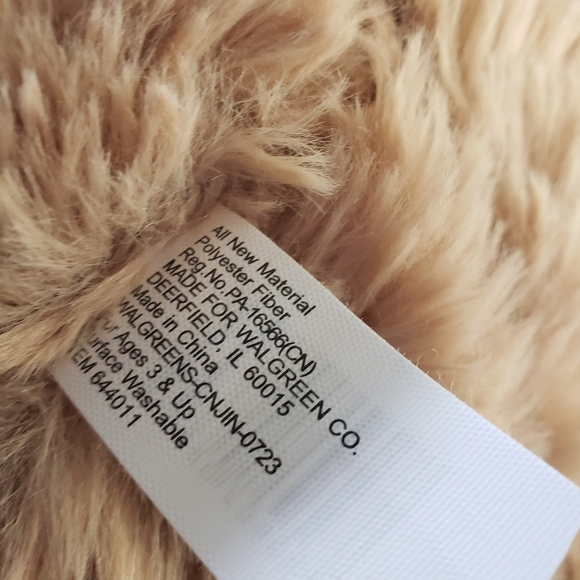 All New Material
Polyester Fiber
Reg.No PA-16566(CN)
MADE FOR WALGREEN CO.
DEERFIELD, IL 60015
Made in China
WALGREENS-CNJIN-0723
For Ages 3 & Up
Surface Washable
ITEM 644011